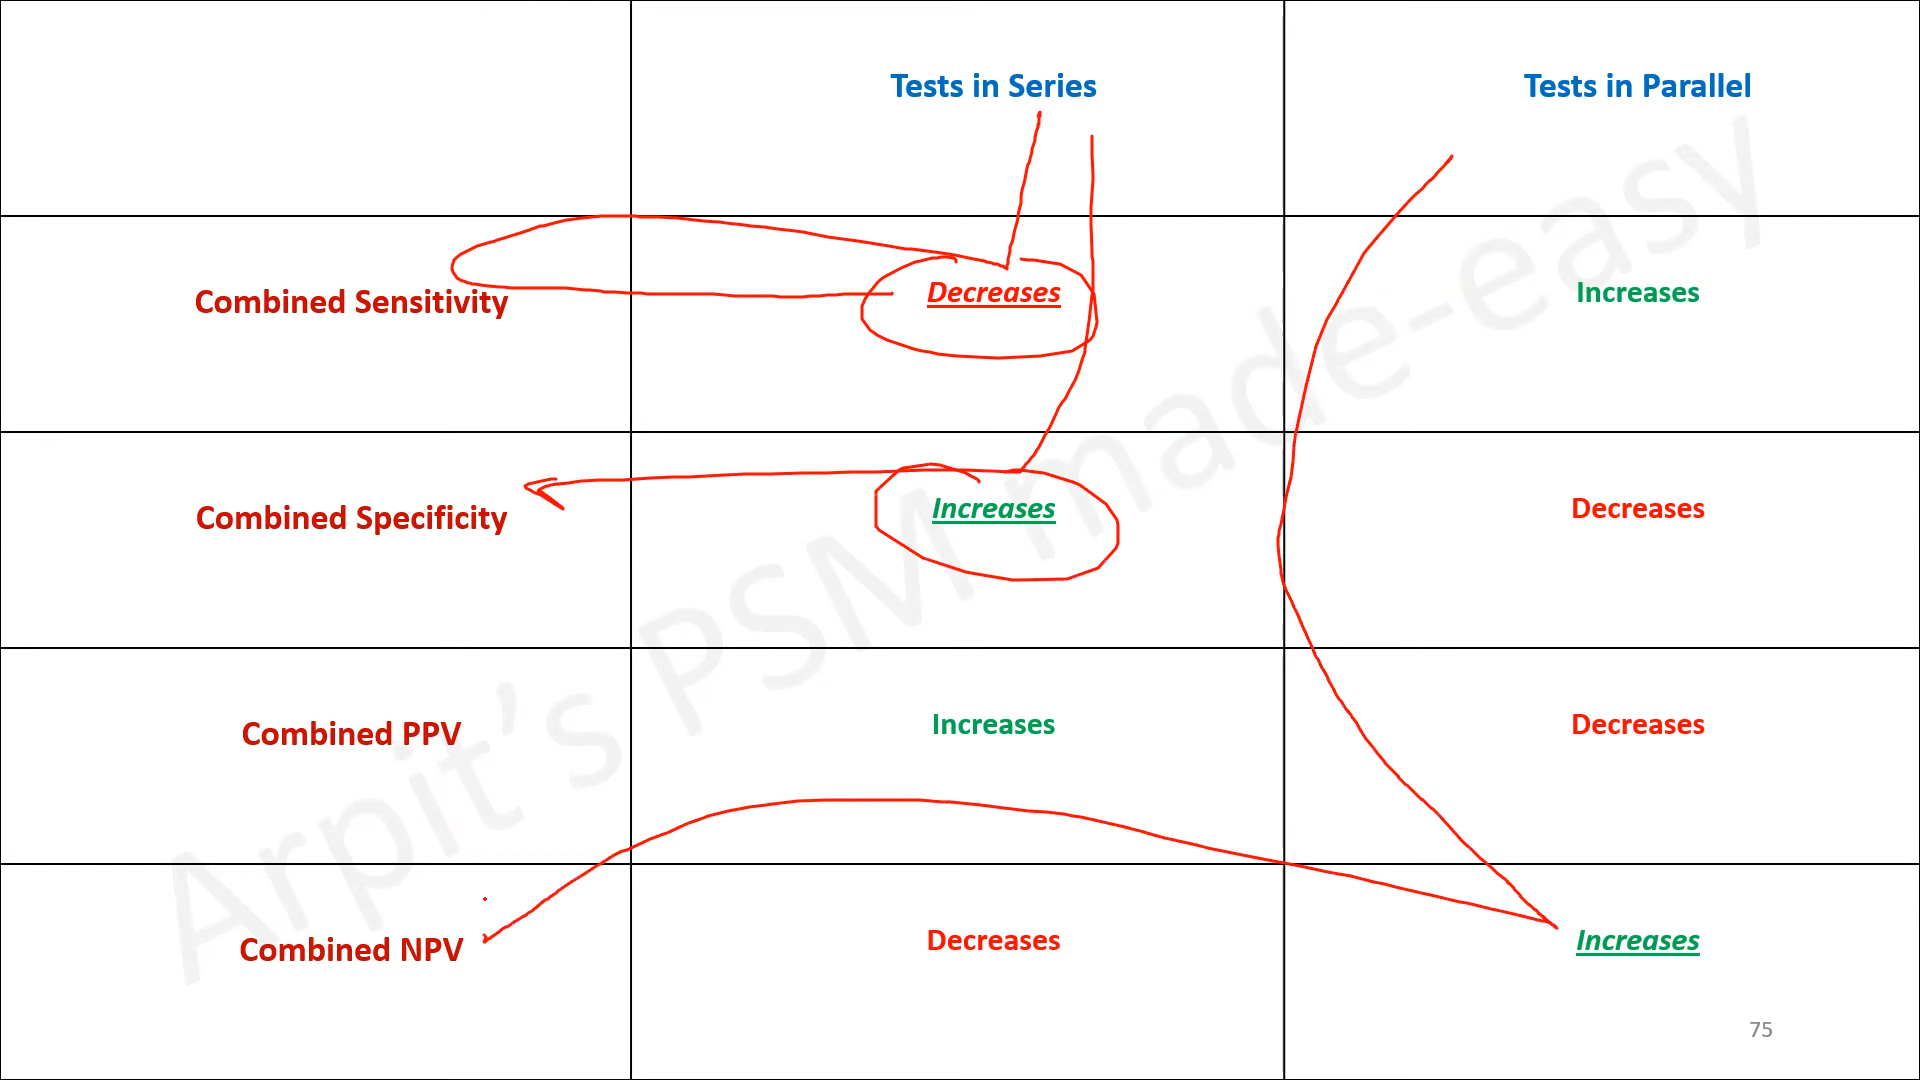 Tests in Series Tests in Parallel
Combined Sensitivity Decreases Increases
Combined Specificity Increases Decreases
Combined PPV Increases Decreases
Combined NPV Decreases Increases
Arpit's PSM made-easy
75